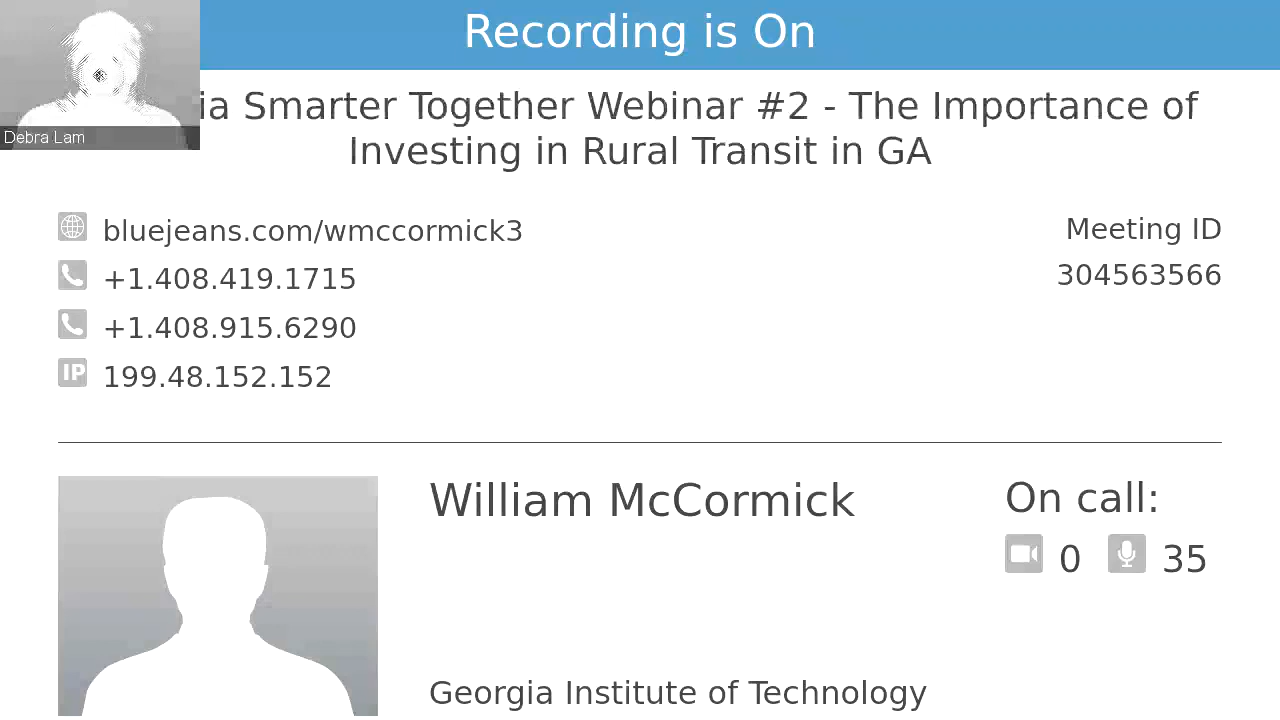 Recording is On
Debra Lam
ia Smarter Together Webinar #2 - The Importance of
Investing in Rural Transit in GA
bluejeans.com/wmccormick3
Meeting ID
+1.408.419.1715
304563566
+1.408.915.6290
IP 199.48.152.152
William McCormick
On call:
0 35
Georgia Institute of Technology